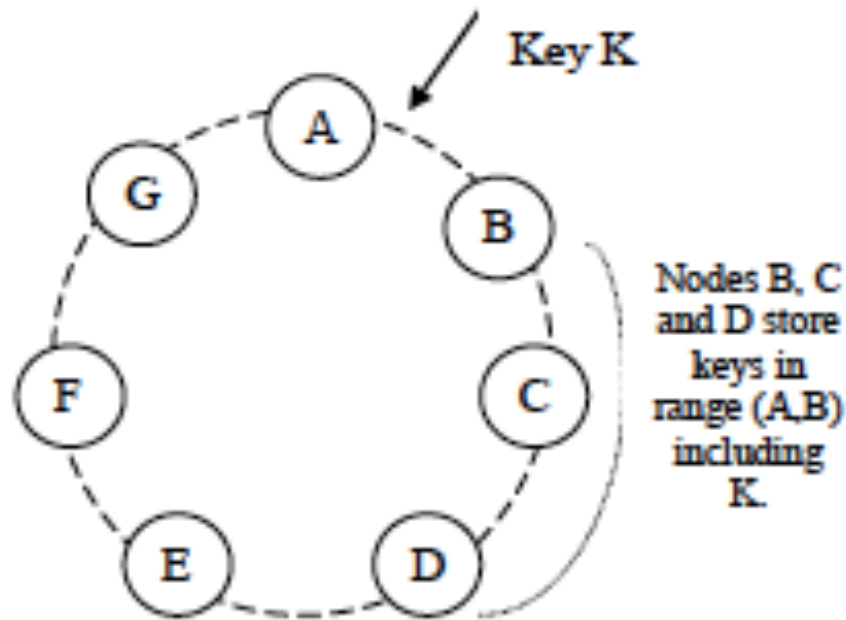 Key K
A
G
B
Nodes B, C
and D store
keys in
range (A,B)
including
K.
F
C
E
D